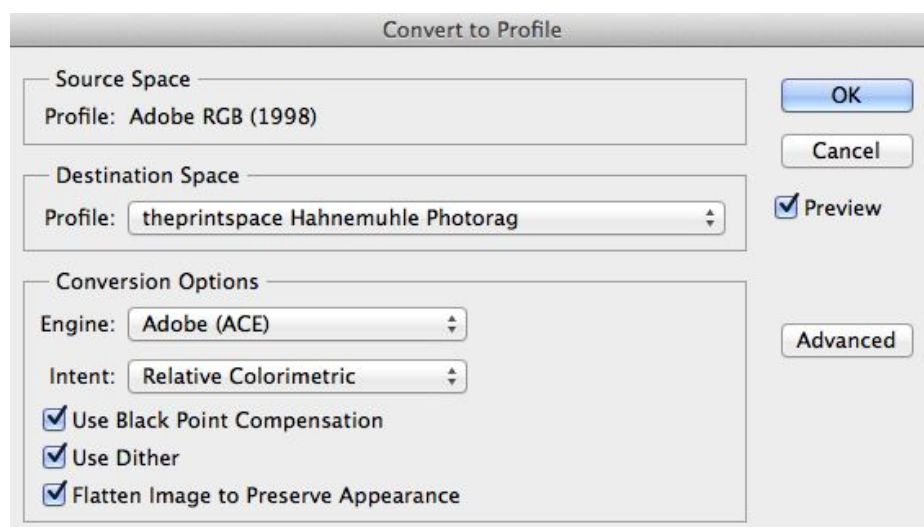 Convert to Profile
Source Space
Profile: Adobe RGB (1998)
OK
Cancel
Preview
Destination Space
Profile: theprintspace Hahnemuhle Photorag
Conversion Options
Engine: Adobe (ACE)
Advanced
Intent: Relative Colorimetric
Use Black Point Compensation
Use Dither
Flatten Image to Preserve Appearance